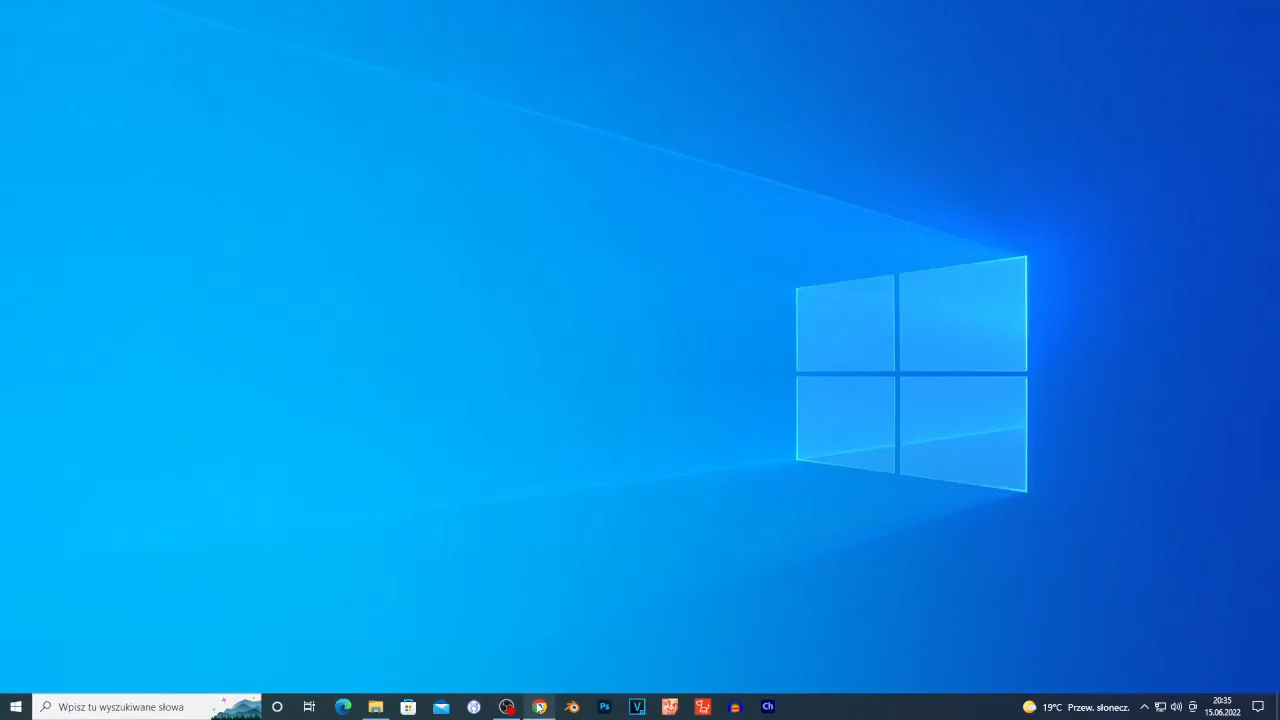 Wpisz tu wyszukiwane słowa
Ps
V
Ch
19°C Przew. słonecz.
20:35
15.06.2022